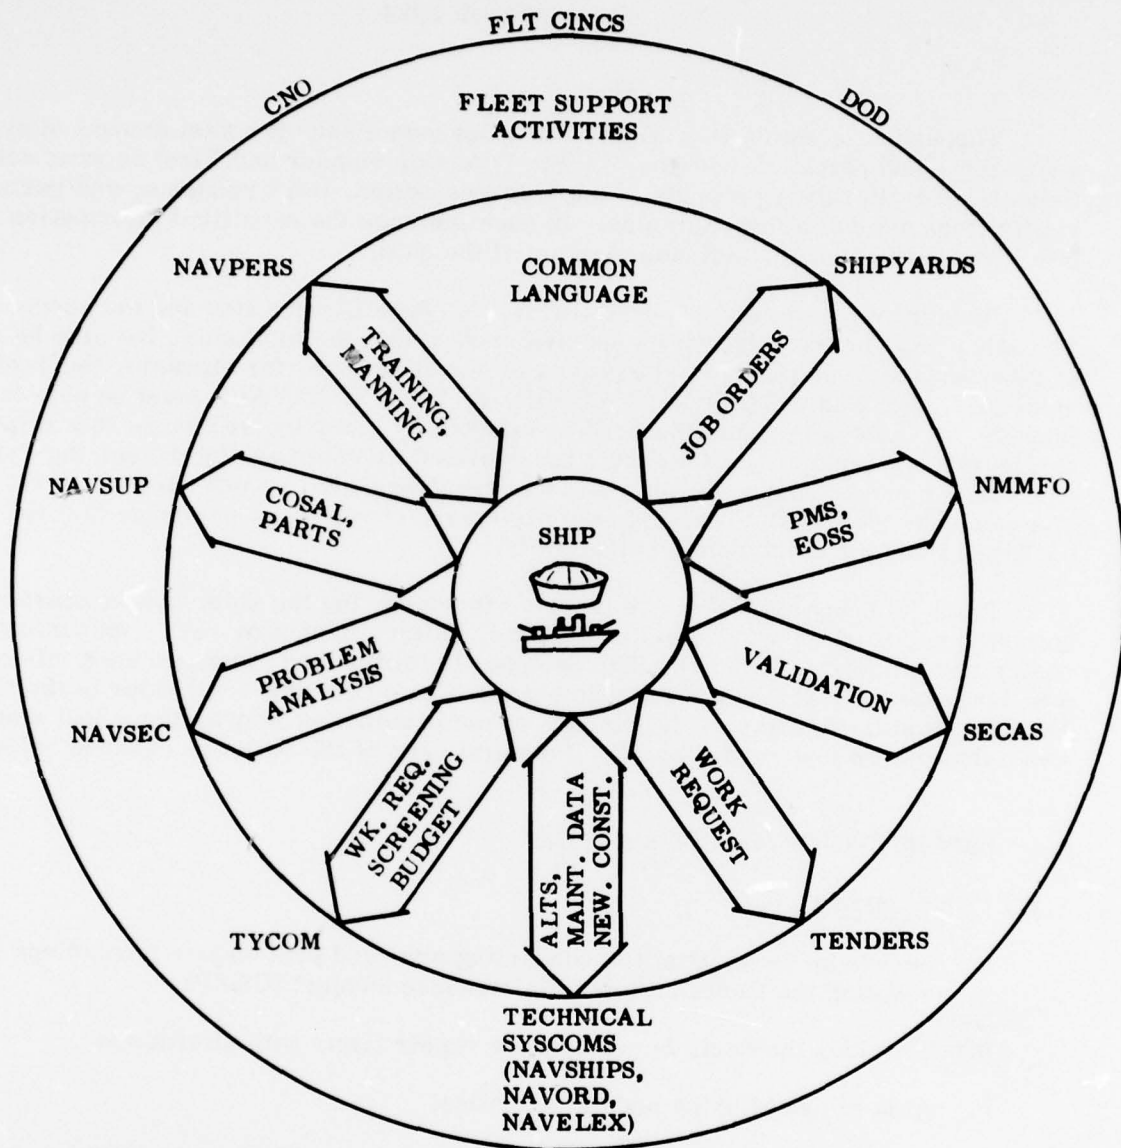 FLT CINCS
CNO
DOD
FLEET SUPPORT
ACTIVITIES
NAVPERS
COMMON
LANGUAGE
SHIPYARDS
TRAINING,
MANNING
JOB ORDERS
NAVSUP
COSAL,
PARTS
SHIP
PMS,
EOSS
NMMFO
NAVSEC
PROBLEM
ANALYSIS
VALIDATION
SECAS
WK. REQ.
SCREENING
BUDGET
ALTS,
MAINT. DATA
NEW. CONST.
WORK
REQUEST
TYCOM
TENDERS
TECHNICAL
SYSCOMS
(NAVSHIPS,
NAVORD,
NAVELEX)